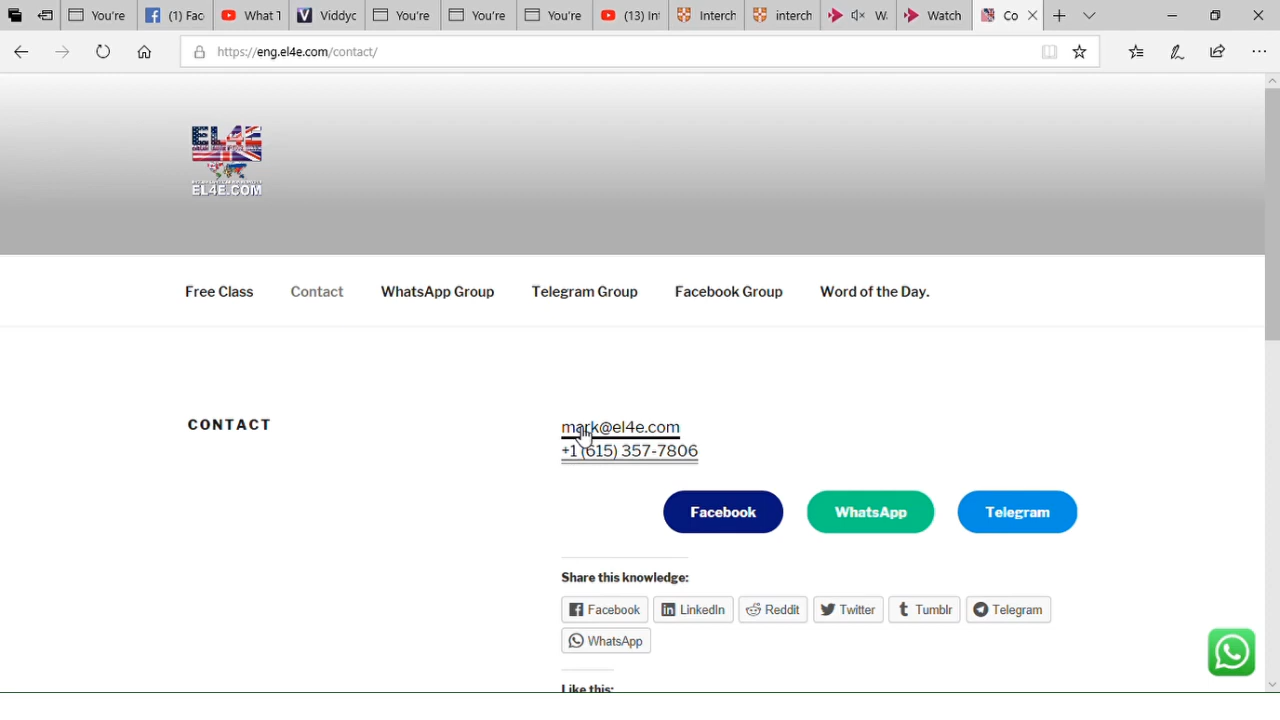 You're
(1) Fac
What T
Viddyc
You're
You're
You're
(13) Int
Interch
interch
W
Watch
Co
https://eng.el4e.com/contact/
EL4E
EL4E.COM
Free Class
Contact
WhatsApp Group
Telegram Group
Facebook Group
Word of the Day.
CONTACT
mark@el4e.com
+1 (615) 357-7806
Facebook
WhatsApp
Telegram
Share this knowledge:
Facebook
LinkedIn
Reddit
Twitter
Tumblr
Telegram
WhatsApp
Like this: